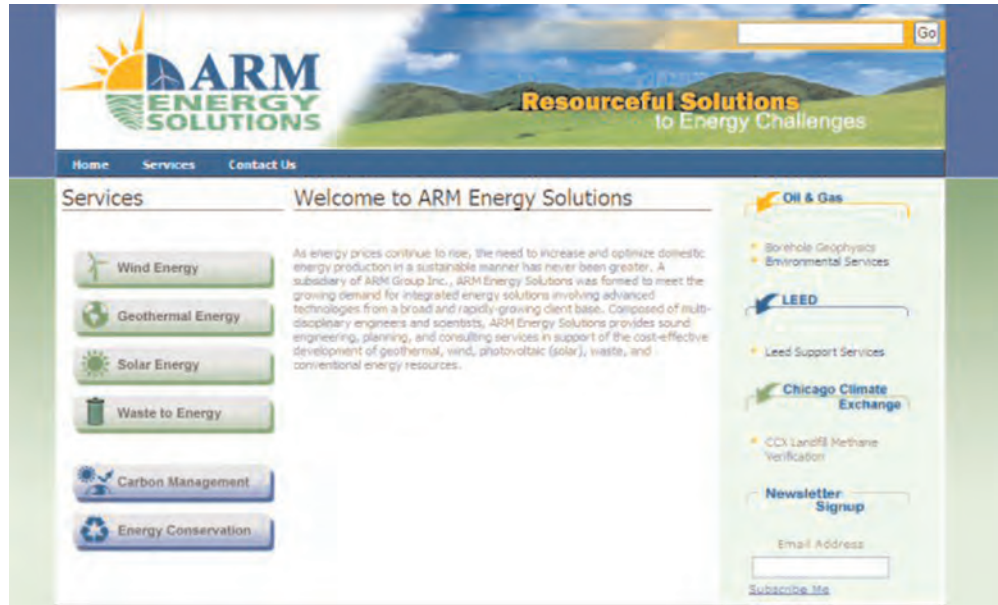 Go
ARM
ENERGY
SOLUTIONS
Resourceful Solutions
to Energy Challenges
Home Services Contact Us
Services
Wind Energy
Geothermal Energy
Solar Energy
Waste to Energy
Carbon Management
Energy Conservation
Welcome to ARM Energy Solutions
As energy prices continue to rise, the need to increase and optimize domestic
energy production in a sustainable manner has never been greater. A
subsidiary of ARM Group Inc., ARM Energy Solutions was formed to meet the
growing demand for integrated energy solutions involving advanced
technologies from a broad and rapidly-growing client base. Composed of multi-
disciplinary engineers and scientists, ARM Energy Solutions provides sound
engineering, planning, and consulting services in support of the cost-effective
development of geothermal, wind, photovoltaic (solar), waste, and
conventional energy resources.
Oil & Gas
Borehole Geophysics
Environmental Services
LEED
Leed Support Services
Chicago Climate
Exchange
CCX Landfill Methane
Verification
Newsletter
Signup
Email Address
Subscribe Me